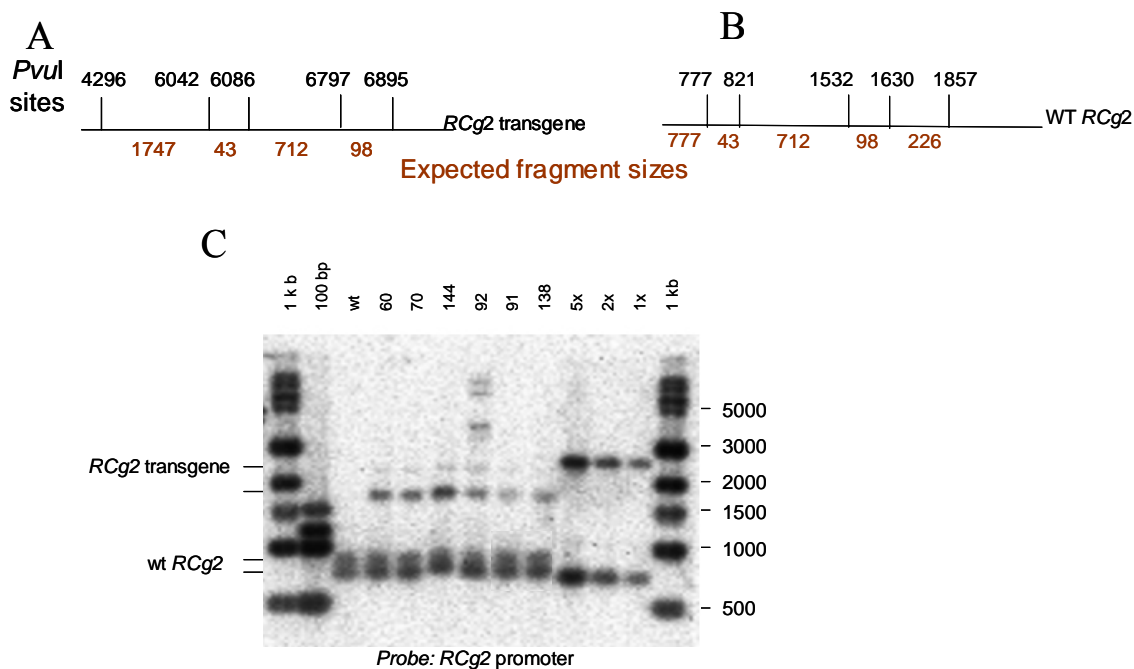 A
PvuI sites
4296 6042 6086 6797 6895
RCg2 transgene
1747 43 712 98
B
777 821 1532 1630 1857
WT RCg2
777 43 712 98 226
Expected fragment sizes
C
1 kb 100 bp wt 60 70 144 92 91 138 5x 2x 1x 1 kb
RCg2 transgene
wt RCg2
5000
3000
2000
1500
1000
500
Probe: RCg2 promoter